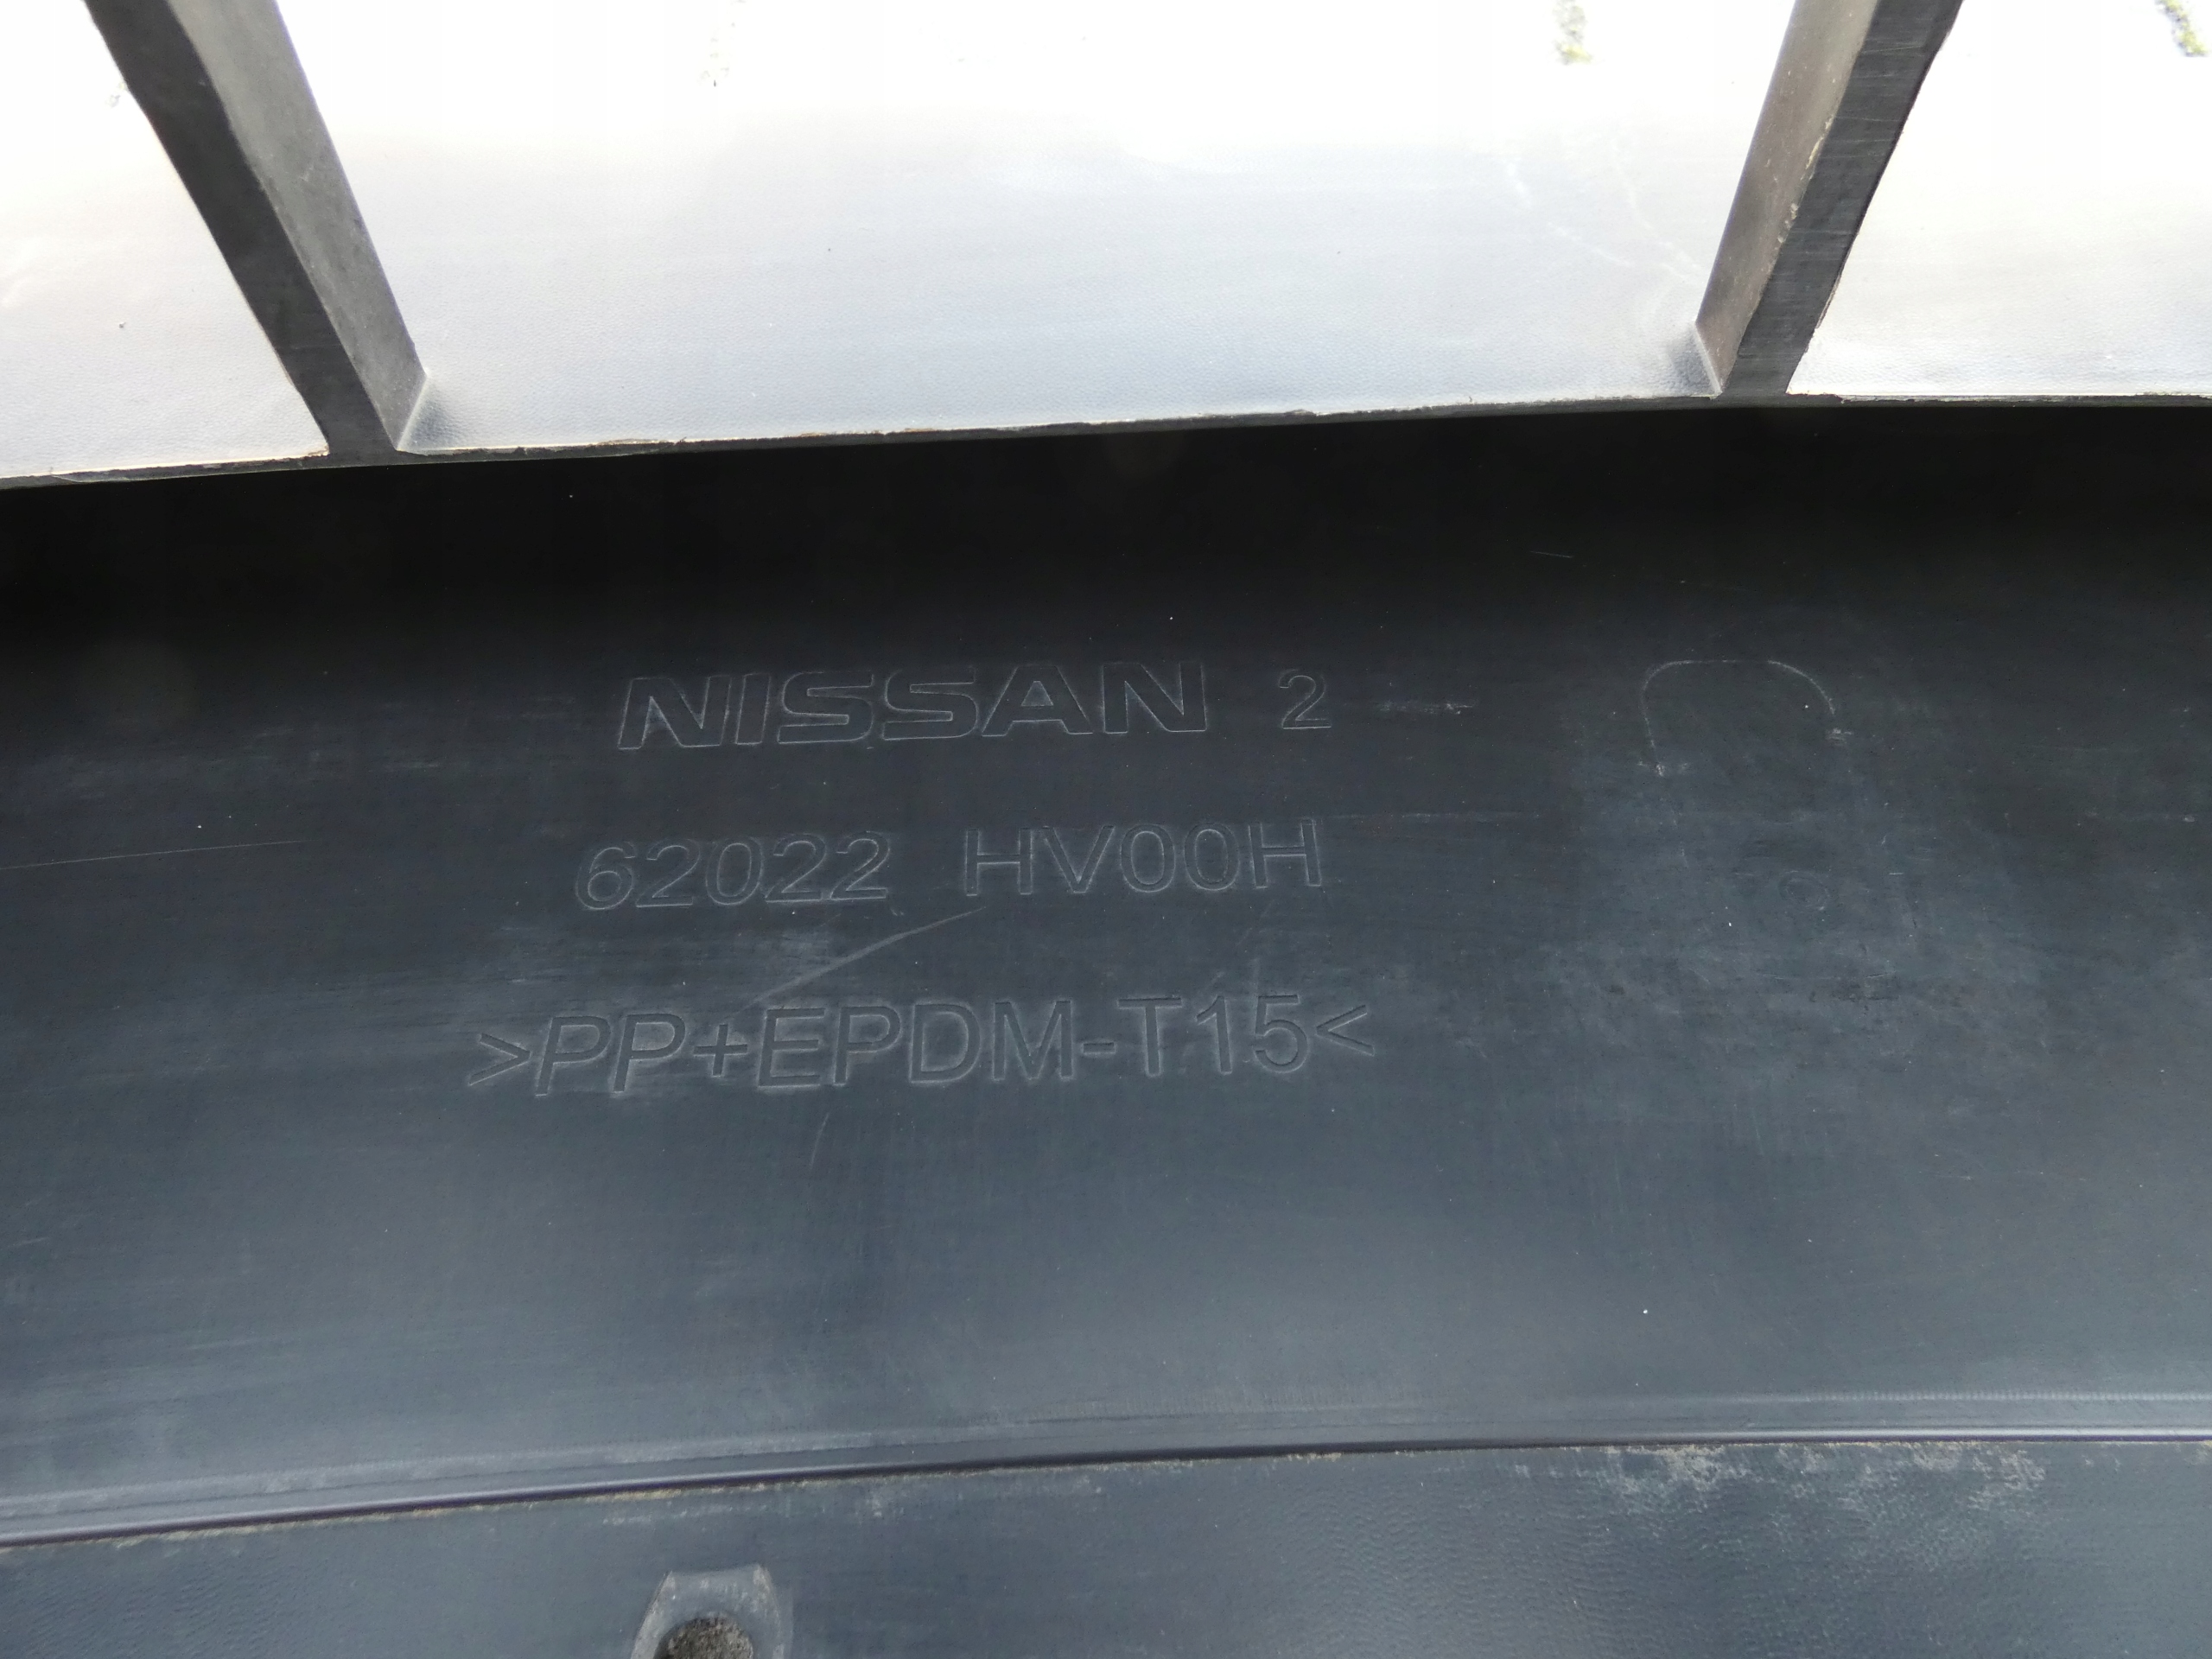 NISSAN 2
62022 HV00H
>PP+EPDM-T15<